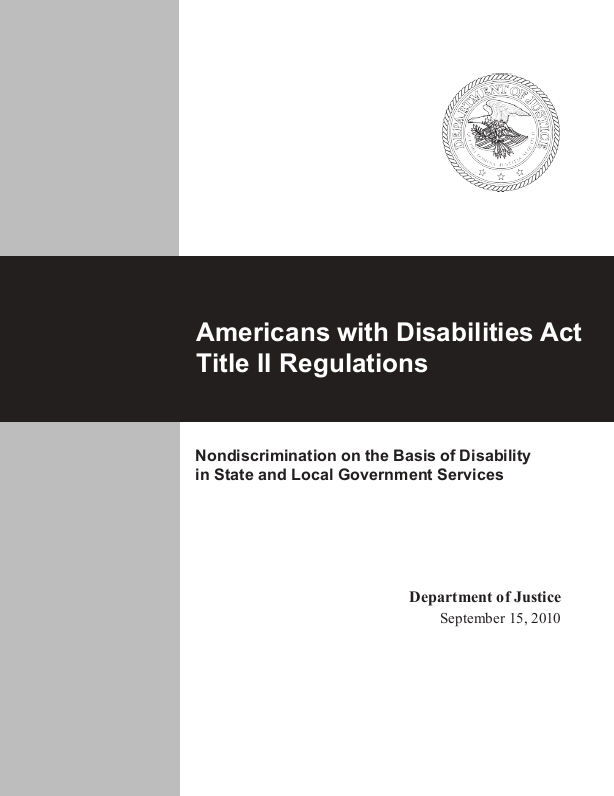 DEPARTMENT OF JUSTICE
Americans with Disabilities Act
Title II Regulations
Nondiscrimination on the Basis of Disability
in State and Local Government Services
Department of Justice
September 15, 2010